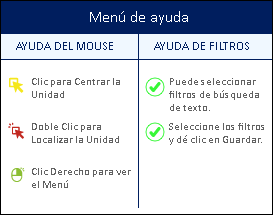 Menú de ayuda
AYUDA DEL MOUSE
Clic para Centrar la
Unidad
Doble Clic para
Localizar la Unidad
Clic Derecho para ver
el Menú
AYUDA DE FILTROS
Puede seleccionar
filtros de búsqueda
de texto.
Seleccione los filtros
y dé clic en Guardar.